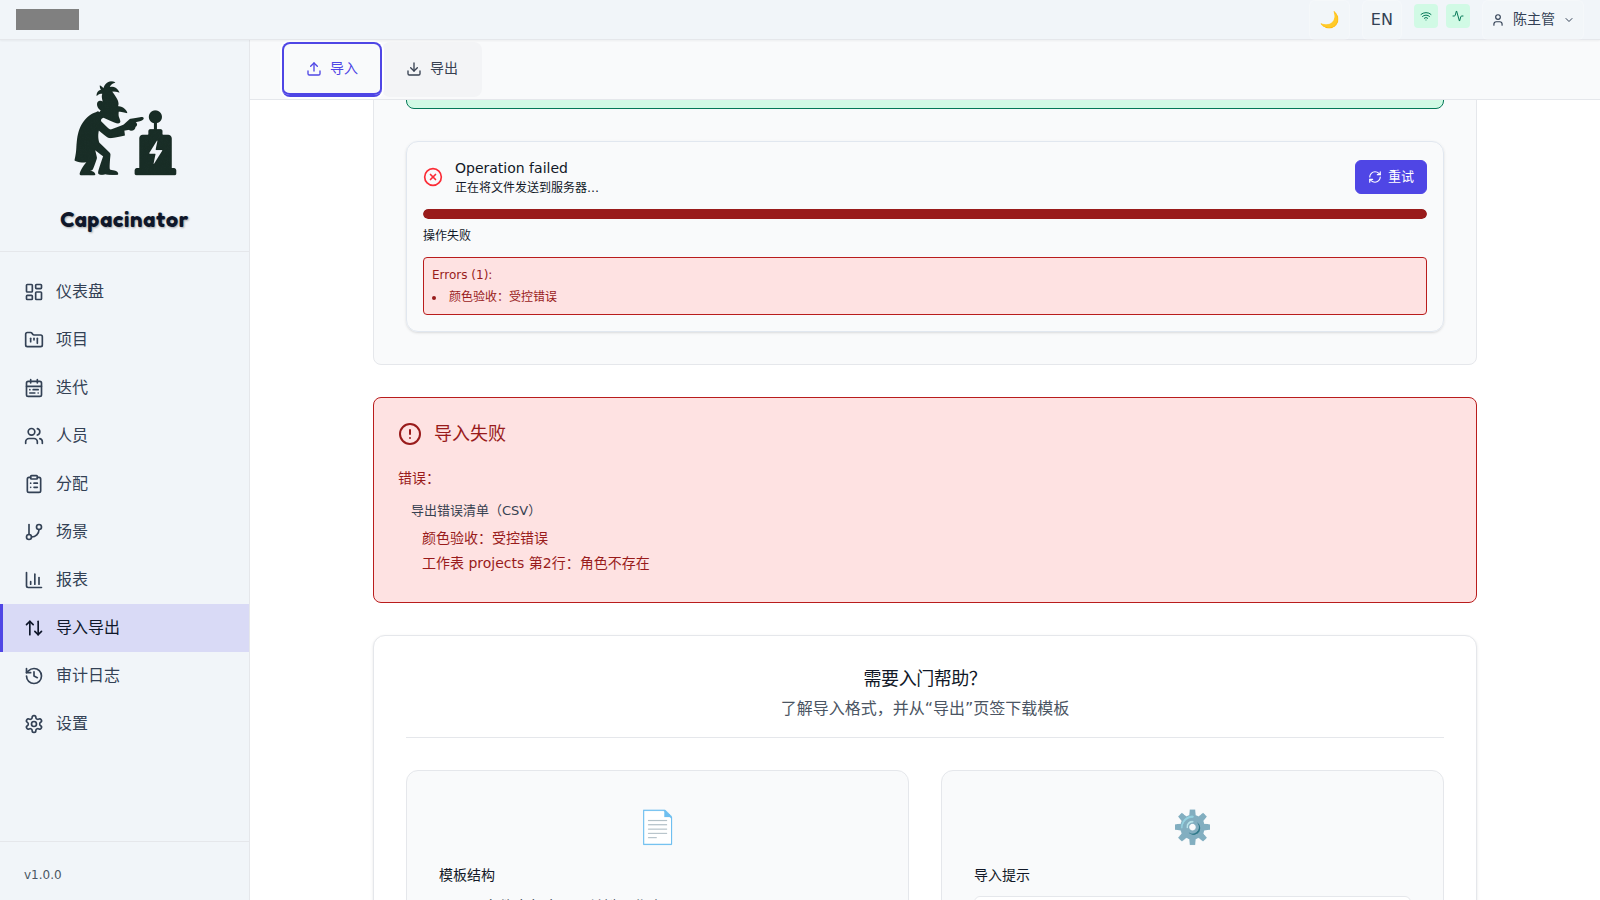 EN
陈主管
导入
导出
Capacinator
仪表盘
项目
迭代
人员
分配
场景
报表
导入导出
审计日志
设置
v1.0.0
Operation failed
正在将文件发送到服务器...
重试
操作失败
Errors (1):
颜色验收：受控错误
导入失败
错误：
导出错误清单（CSV）
颜色验收：受控错误
工作表 projects 第2行：角色不存在
需要入门帮助？
了解导入格式，并从“导出”页签下载模板
模板结构
导入提示